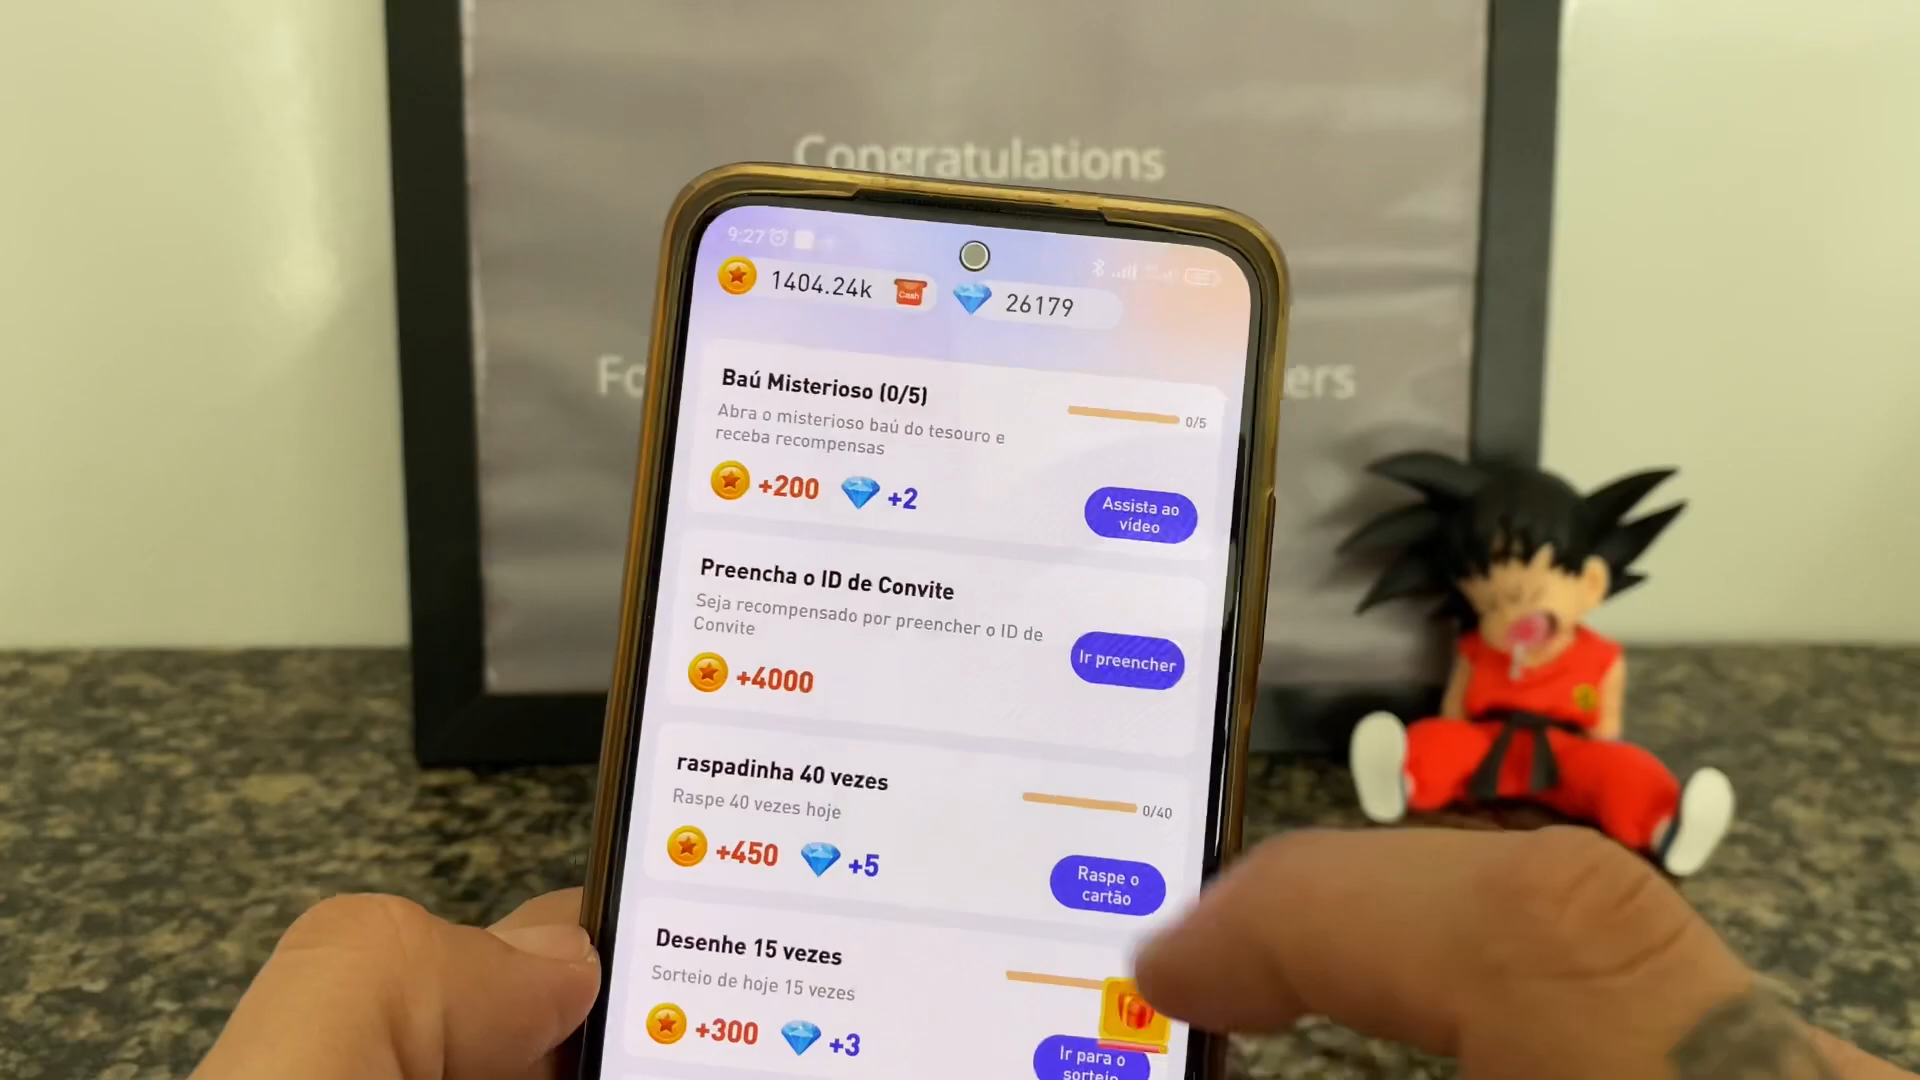 Congratulations
Fo
ers
9:27
1404.24k
Cash
26179
Baú Misterioso (0/5)
Abra o misterioso baú do tesouro e
receba recompensas
0/5
+200
+2
Assista ao
vídeo
Preencha o ID de Convite
Seja recompensado por preencher o ID de
Convite
+4000
Ir preencher
raspadinha 40 vezes
Raspe 40 vezes hoje
0/40
+450
+5
Raspe o
cartão
Desenhe 15 vezes
Sorteio de hoje 15 vezes
+300
+3
Ir para o
sorteio